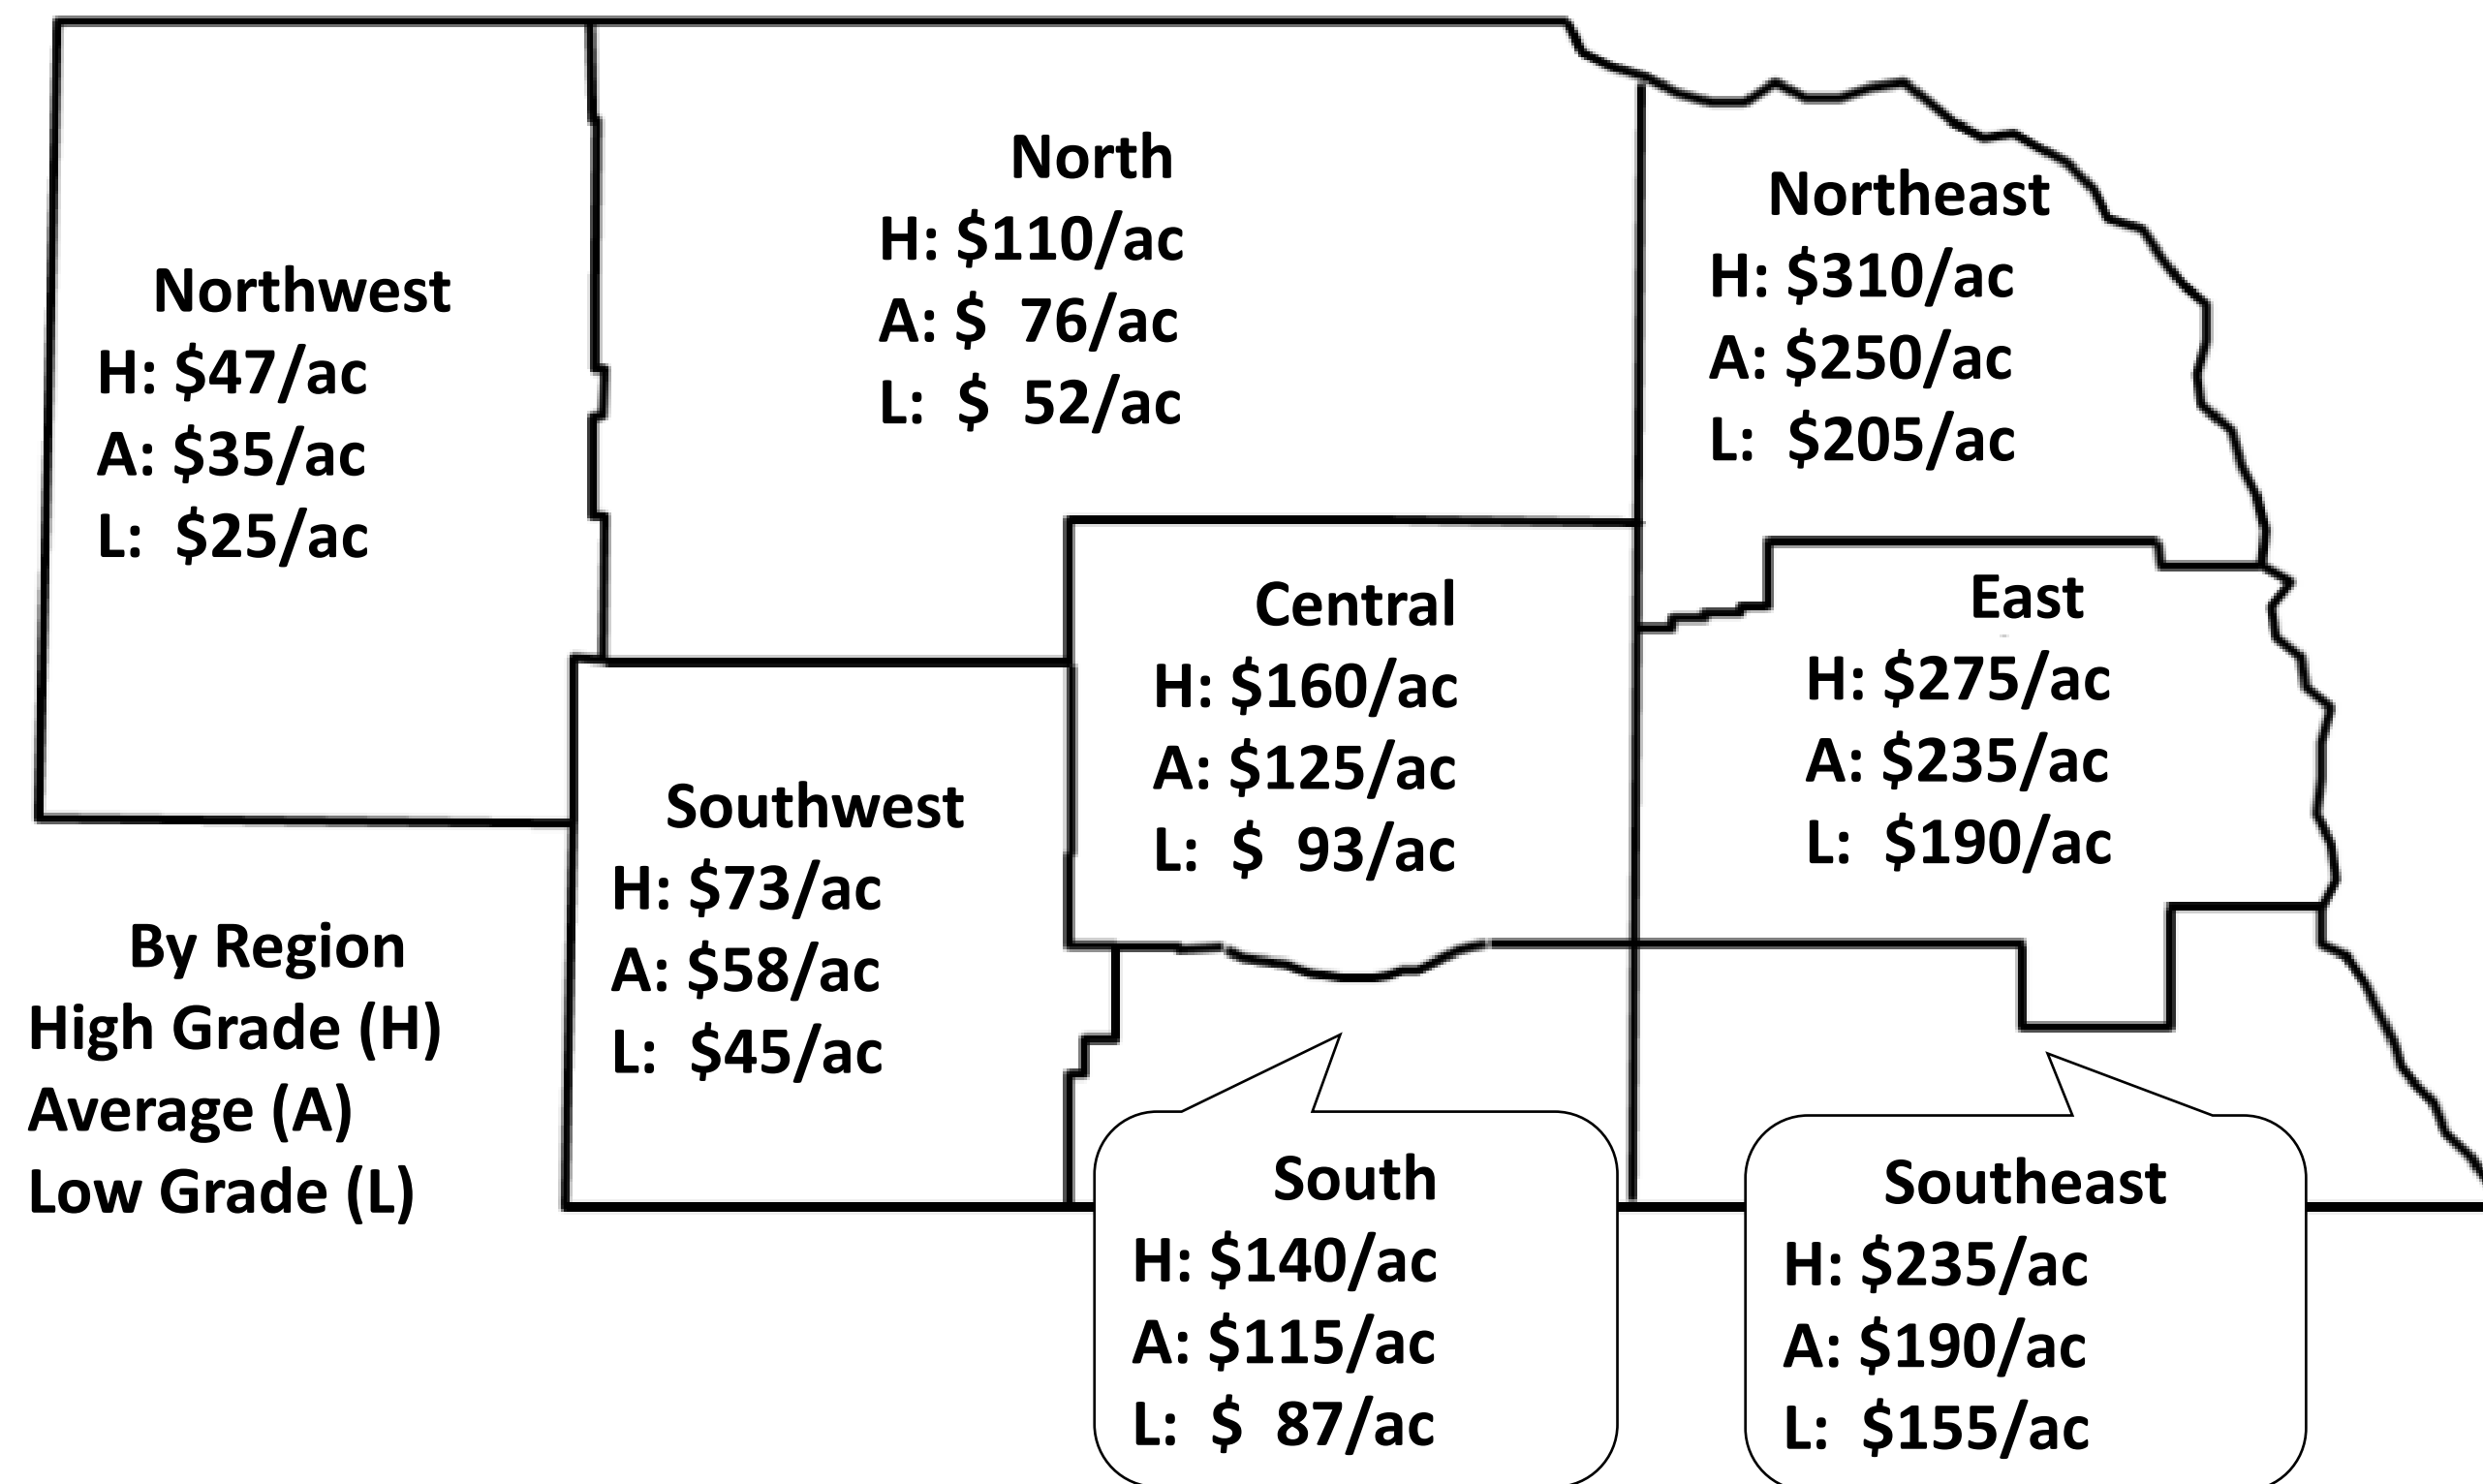 North
H: $110/ac
A: $ 76/ac
L: $ 52/ac
Northeast
H: $310/ac
A: $250/ac
L: $205/ac
Northwest
H: $47/ac
A: $35/ac
L: $25/ac
Central
H: $160/ac
A: $125/ac
L: $ 93/ac
East
H: $275/ac
A: $235/ac
L: $190/ac
Southwest
H: $73/ac
A: $58/ac
L: $45/ac
By Region
High Grade (H)
Average (A)
Low Grade (L)
South
H: $140/ac
A: $115/ac
L: $ 87/ac
Southeast
H: $235/ac
A: $190/ac
L: $155/ac